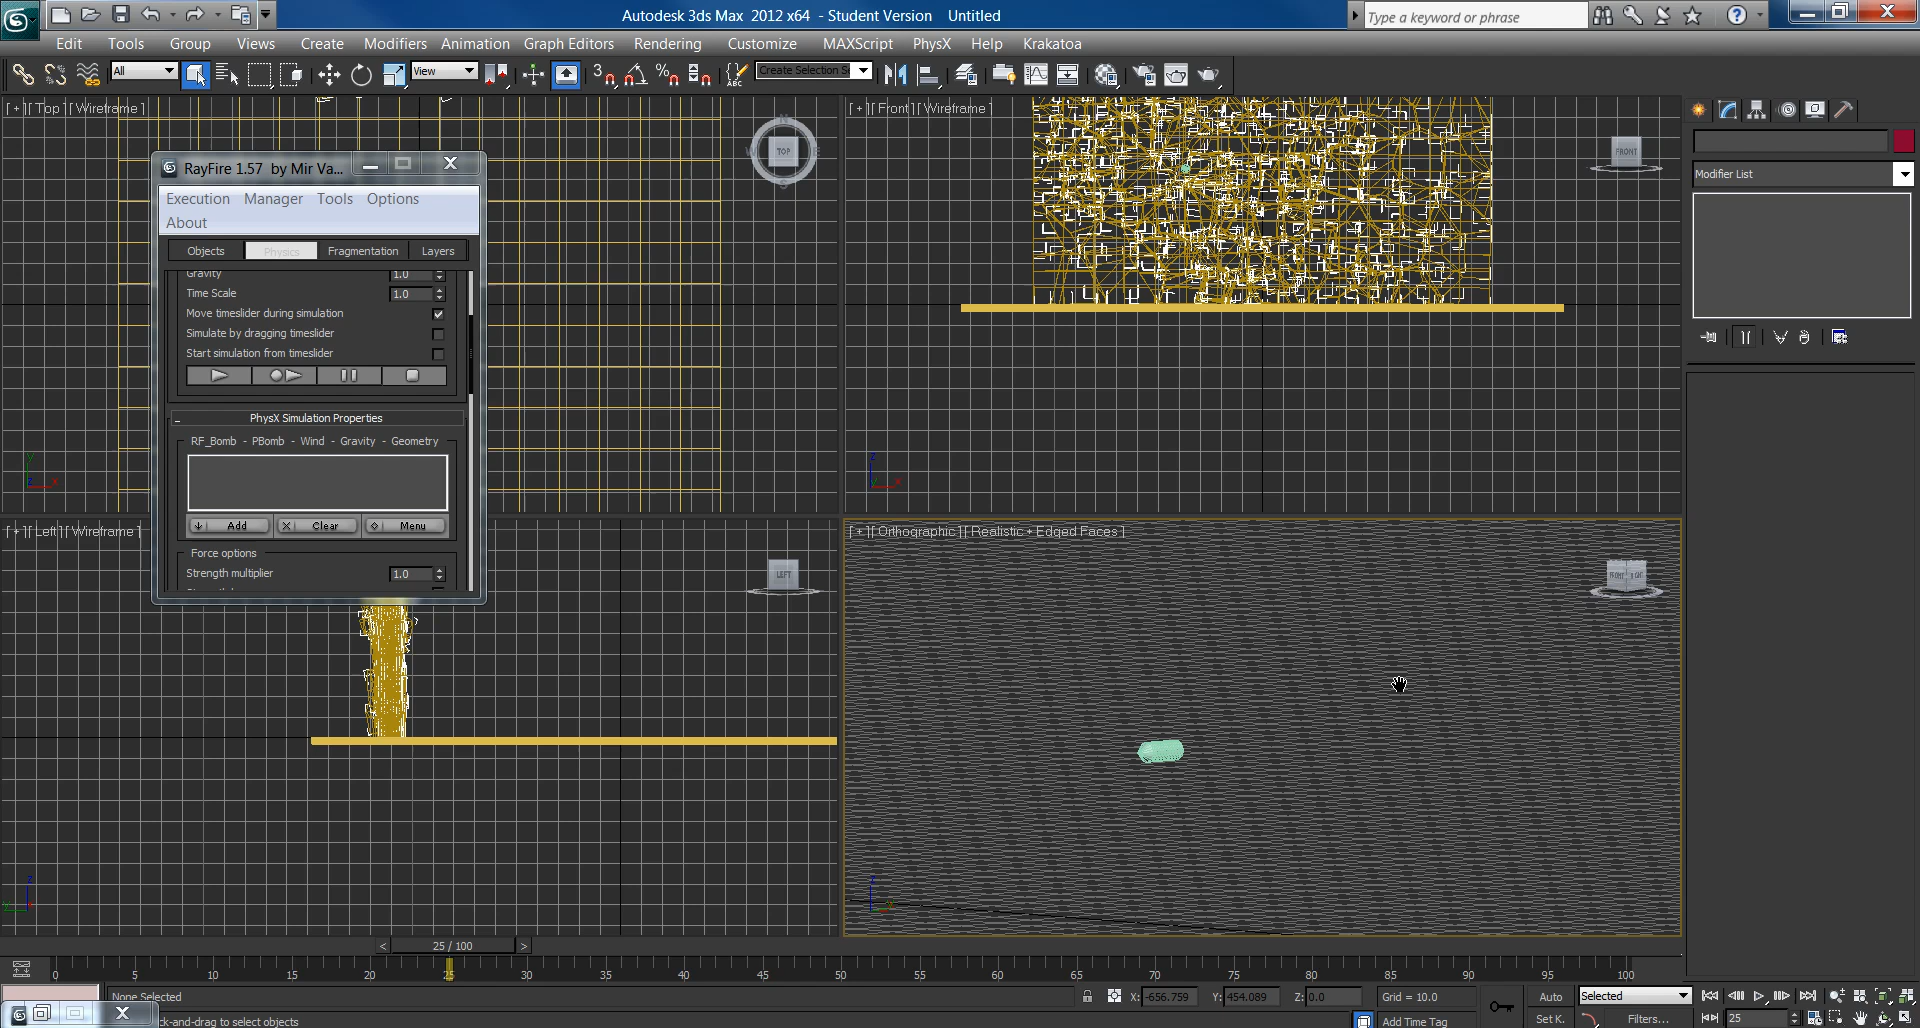 Autodesk 3ds Max 2012 x64 - Student Version Untitled
Type a keyword or phrase
Edit Tools Group Views Create Modifiers Animation Graph Editors Rendering Customize MAXScript PhysX Help Krakatoa
All
View
3
ABC
Create Selection Se
[ + ][ Top ][ Wireframe ]
TOP
[ + ][ Front ][ Wireframe ]
FRONT
Modifier List
RayFire 1.57 by Mir Va...
Execution Manager Tools Options
About
Objects Physics Fragmentation Layers
Gravity 1.0
Time Scale 1.0
Move timeslider during simulation
Simulate by dragging timeslider
Start simulation from timeslider
PhysX Simulation Properties
RF_Bomb - PBomb - Wind - Gravity - Geometry
Add Clear Menu
Force options
Strength multiplier 1.0
[ + ][ Left ][ Wireframe ]
LEFT
[ + ][ Orthographic ][ Realistic + Edged Faces ]
FRONT
< 25 / 100 >
0 5 10 15 20 25 30 35 40 45 50 55 60 65 70 75 80 85 90 95 100
None Selected
X: -656.759 Y: 454.089 Z: 0.0 Grid = 10.0
Auto Selected
ck-and-drag to select objects
Add Time Tag
Set K. Filters... 25